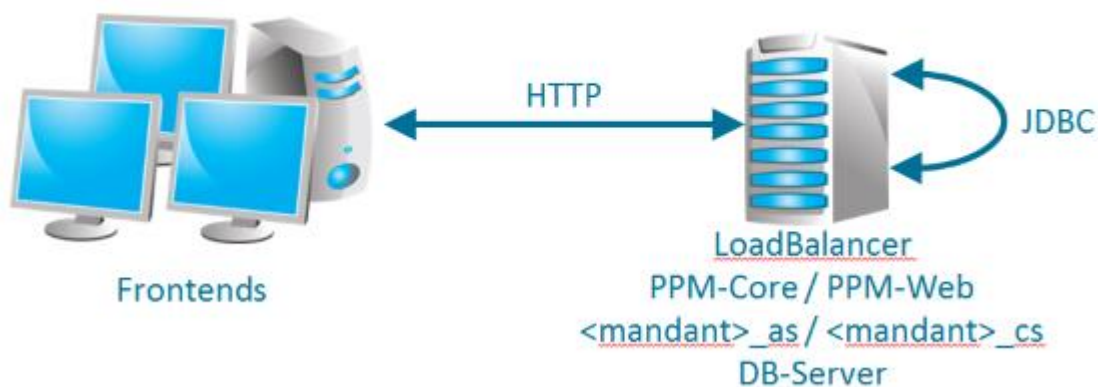 HTTP
JDBC
Frontends
LoadBalancer
PPM-Core / PPM-Web
<mandant>_as / <mandant>_cs
DB-Server